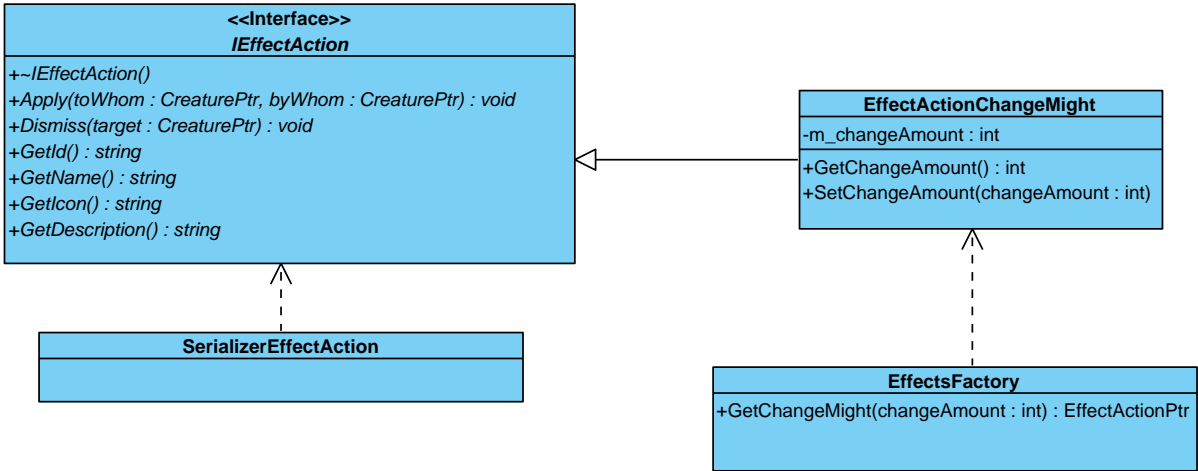 <<Interface>>
IEffectAction
+~IEffectAction()
+Apply(toWhom : CreaturePtr, byWhom : CreaturePtr) : void
+Dismiss(target : CreaturePtr) : void
+GetId() : string
+GetName() : string
+GetIcon() : string
+GetDescription() : string
EffectActionChangeMight
-m_changeAmount : int
+GetChangeAmount() : int
+SetChangeAmount(changeAmount : int)
SerializerEffectAction
EffectsFactory
+GetChangeMight(changeAmount : int) : EffectActionPtr